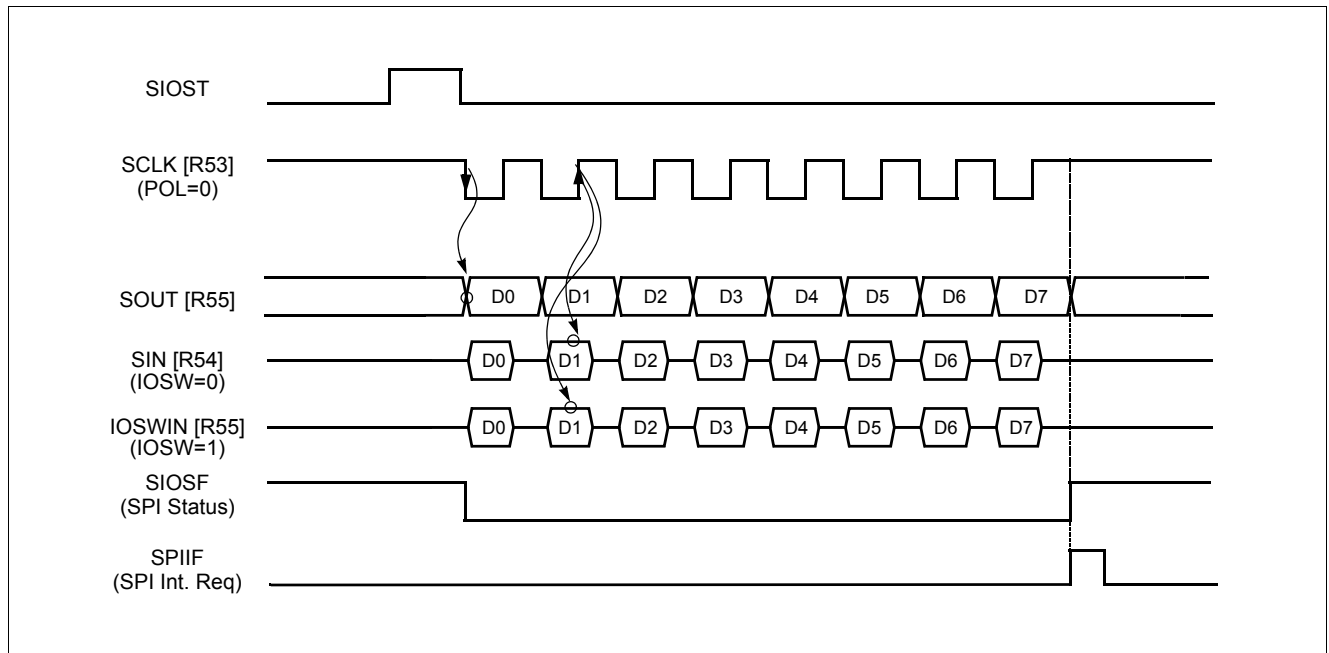 SIOST
SCLK [R53]
(POL=0)
SOUT [R55]
D0 D1 D2 D3 D4 D5 D6 D7
SIN [R54]
(IOSW=0)
D0 D1 D2 D3 D4 D5 D6 D7
IOSWIN [R55]
(IOSW=1)
D0 D1 D2 D3 D4 D5 D6 D7
SIOSF
(SPI Status)
SPIIF
(SPI Int. Req)